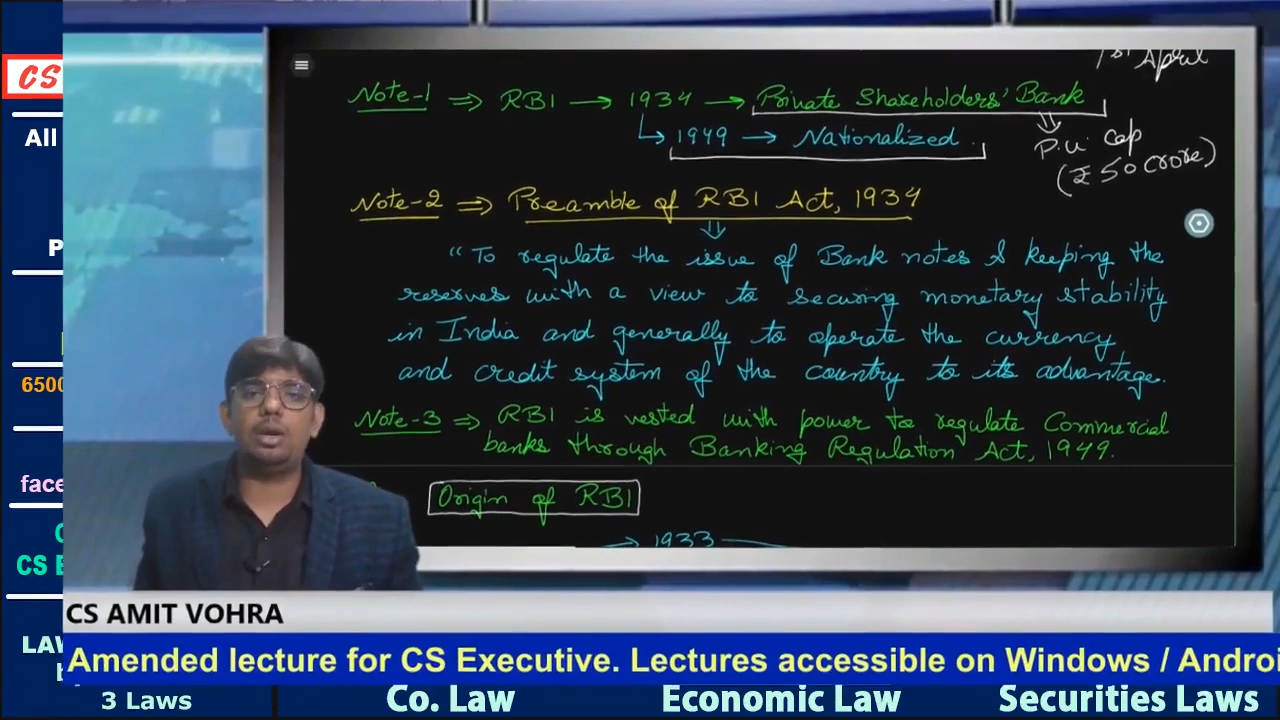 1st April
Note-1 ⇒ RBI → 1934 → Private Shareholders' Bank
↳ 1949 → Nationalized.
P.u. cap
(₹ 50 crore)
Note-2 ⇒ Preamble of RBI Act, 1934
"To regulate the issue of Bank notes & keeping the
reserves with a view to securing monetary stability
in India and generally to operate the currency
and credit system of the country to its advantage.
Note-3 ⇒ RBI is vested with power to regulate Commercial
banks through Banking Regulation Act, 1949.
Origin of RBI
→ 1933
CS
All
P
6500
face
CS E
LAW
b
3 Laws
CS AMIT VOHRA
Amended lecture for CS Executive. Lectures accessible on Windows / Androi
Co. Law Economic Law Securities Laws